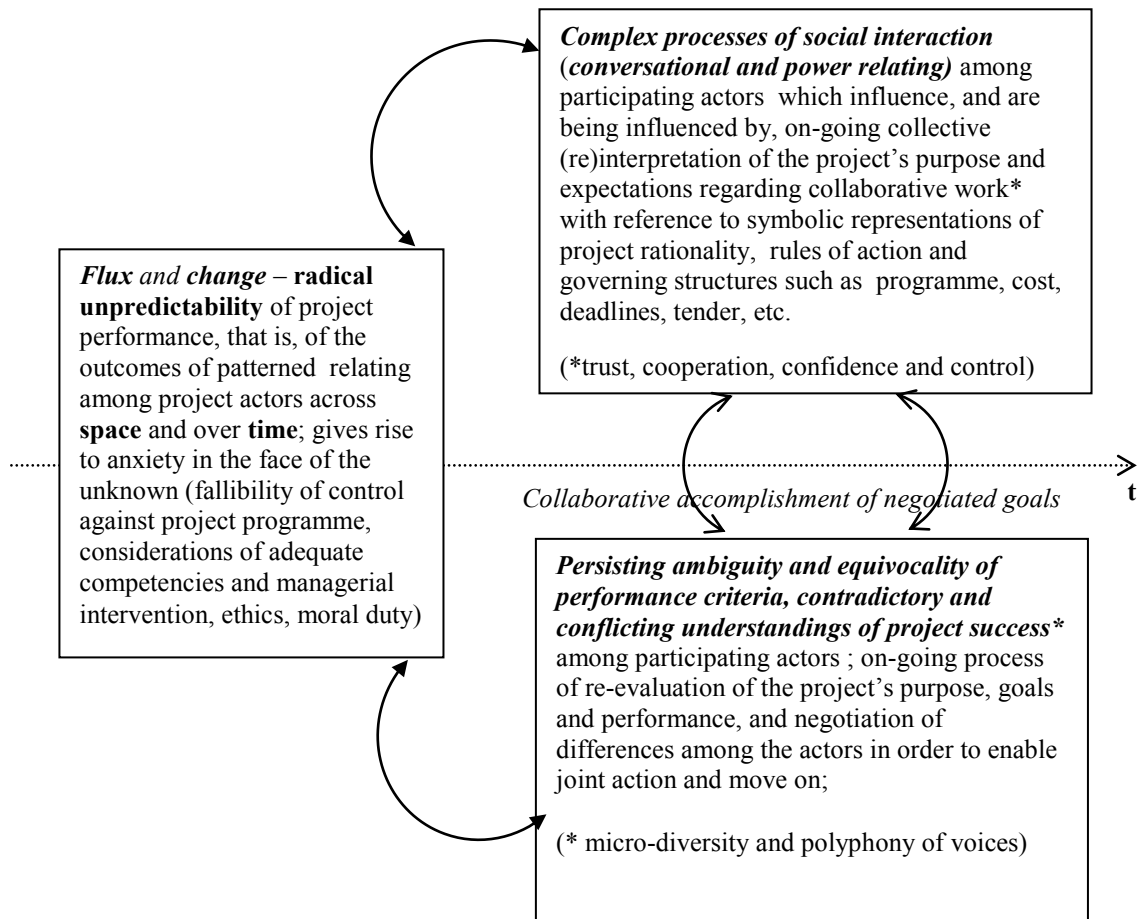 Complex processes of social interaction
(conversational and power relating) among
participating actors which influence, and are
being influenced by, on-going collective
(re)interpretation of the project's purpose and
expectations regarding collaborative work*
with reference to symbolic representations of
project rationality, rules of action and
governing structures such as programme, cost,
deadlines, tender, etc.
(*trust, cooperation, confidence and control)
Flux and change – radical
unpredictability of project
performance, that is, of the
outcomes of patterned relating
among project actors across
space and over time; gives rise
to anxiety in the face of the
unknown (fallibility of control
against project programme,
considerations of adequate
competencies and managerial
intervention, ethics, moral duty)
t
Collaborative accomplishment of negotiated goals
Persisting ambiguity and equivocality of
performance criteria, contradictory and
conflicting understandings of project success*
among participating actors ; on-going process
of re-evaluation of the project's purpose, goals
and performance, and negotiation of
differences among the actors in order to enable
joint action and move on;
(* micro-diversity and polyphony of voices)